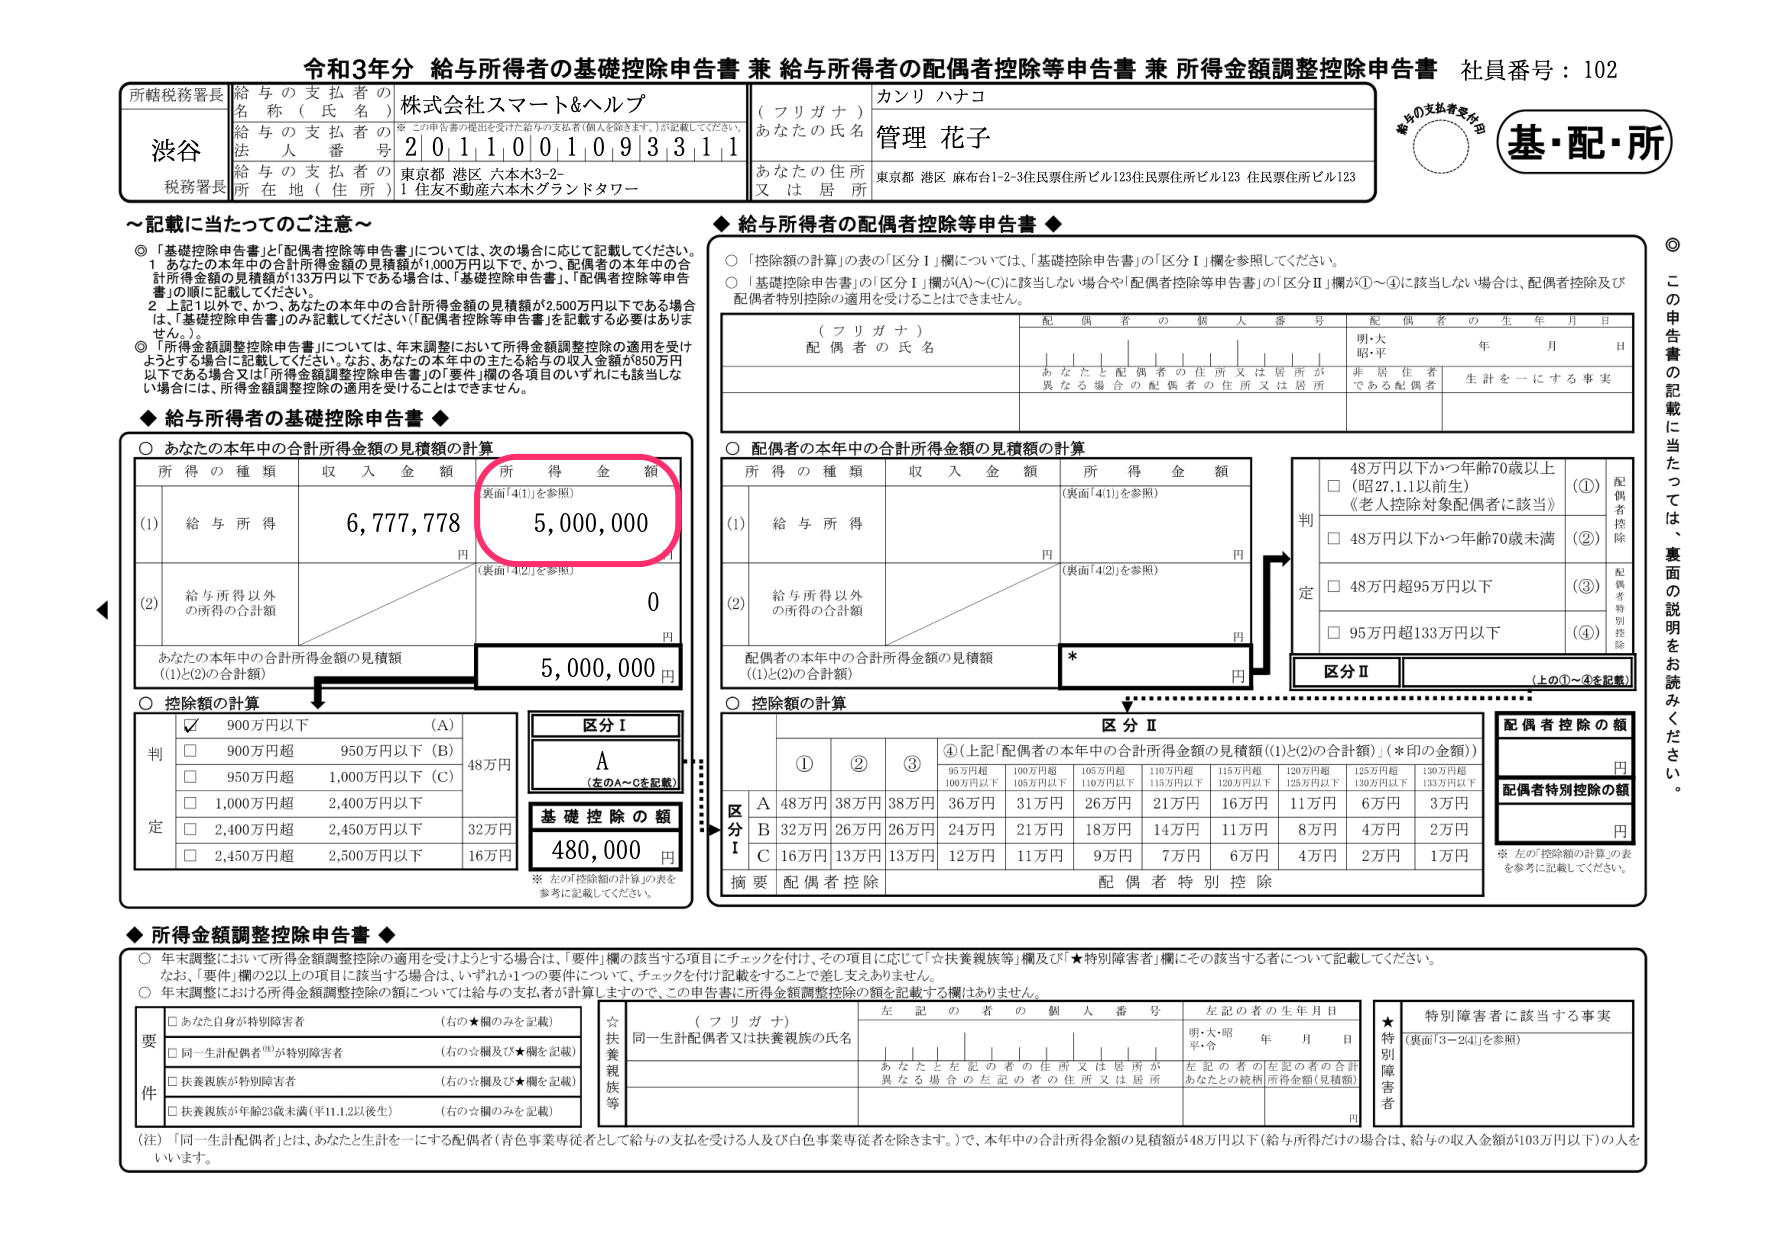 令和3年分 給与所得者の基礎控除申告書 兼 給与所得者の配偶者控除等申告書 兼 所得金額調整控除申告書 社員番号：102
所轄税務署長
渋谷
税務署長
給与の支払者の
名称（氏名）
株式会社スマート&ヘルプ
給与の支払者の
法人番号
※ この申告書の提出を受けた給与の支払者(個人を除きます。)が記載してください。
2011001093311
給与の支払者の
所在地（住所）
東京都 港区 六本木3-2-
1 住友不動産六本木グランドタワー
（フリガナ）
あなたの氏名
カンリ ハナコ
管理 花子
あなたの住所
又は居所
東京都 港区 麻布台1-2-3住民票住所ビル123住民票住所ビル123 住民票住所ビル123
給与の支払者受付印
基・配・所
～記載に当たってのご注意～
◎ 「基礎控除申告書」と「配偶者控除等申告書」については、次の場合に応じて記載してください。
1 あなたの本年中の合計所得金額の見積額が1,000万円以下で、かつ、配偶者の本年中の合
計所得金額の見積額が133万円以下である場合は、「基礎控除申告書」、「配偶者控除等申告
書」の順に記載してください。
2 上記1以外で、かつ、あなたの本年中の合計所得金額の見積額が2,500万円以下である場合
は、「基礎控除申告書」のみ記載してください（「配偶者控除等申告書」を記載する必要はありま
せん。）。
◎ 「所得金額調整控除申告書」については、年末調整において所得金額調整控除の適用を受け
ようとする場合に記載してください。なお、あなたの本年中の主たる給与の収入金額が850万円
以下である場合又は「所得金額調整控除申告書」の「要件」欄の各項目のいずれにも該当しな
い場合には、所得金額調整控除の適用を受けることはできません。
◆ 給与所得者の基礎控除申告書 ◆
○ あなたの本年中の合計所得金額の見積額の計算
所得の種類 収入金額 所得金額
(1) 給与所得 6,777,778 円 (裏面「4(1)」を参照) 5,000,000 円
(2) 給与所得以外
の所得の合計額
(裏面「4(2)」を参照) 0 円
あなたの本年中の合計所得金額の見積額
((1)と(2)の合計額)
5,000,000 円
○ 控除額の計算
判定
☑ 900万円以下 (A)
□ 900万円超 950万円以下 (B)
□ 950万円超 1,000万円以下 (C)
□ 1,000万円超 2,400万円以下
48万円
□ 2,400万円超 2,450万円以下 32万円
□ 2,450万円超 2,500万円以下 16万円
区分Ⅰ
A
(左のA～Cを記載)
基礎控除の額
480,000 円
※ 左の「控除額の計算」の表を
参考に記載してください。
◆ 給与所得者の配偶者控除等申告書 ◆
○ 「控除額の計算」の表の「区分Ⅰ」欄については、「基礎控除申告書」の「区分Ⅰ」欄を参照してください。
○ 「基礎控除申告書」の「区分Ⅰ」欄が(A)～(C)に該当しない場合や「配偶者控除等申告書」の「区分Ⅱ」欄が①～④に該当しない場合は、配偶者控除及び
配偶者特別控除の適用を受けることはできません。
（フリガナ）
配偶者の氏名
配偶者の個人番号
配偶者の生年月日
明・大
昭・平
年 月 日
あなたと配偶者の住所又は居所が
異なる場合の配偶者の住所又は居所
非居住者
である配偶者
生計を一にする事実
○ 配偶者の本年中の合計所得金額の見積額の計算
所得の種類 収入金額 所得金額
(1) 給与所得 円 (裏面「4(1)」を参照) 円
(2) 給与所得以外
の所得の合計額
(裏面「4(2)」を参照) 円
配偶者の本年中の合計所得金額の見積額
((1)と(2)の合計額)
* 円
判定
□ 48万円以下かつ年齢70歳以上
(昭27.1.1以前生)
《老人控除対象配偶者に該当》
(①)
□ 48万円以下かつ年齢70歳未満 (②)
配偶者控除
□ 48万円超95万円以下 (③)
□ 95万円超133万円以下 (④)
配偶者特別控除
区分Ⅱ
(上の①～④を記載)
○ 控除額の計算
区分Ⅱ
① ② ③
④(上記「配偶者の本年中の合計所得金額の見積額((1)と(2)の合計額)」(＊印の金額))
95万円超 100万円超 105万円超 110万円超 115万円超 120万円超 125万円超 130万円超
100万円以下 105万円以下 110万円以下 115万円以下 120万円以下 125万円以下 130万円以下 133万円以下
区分Ⅰ
A 48万円 38万円 38万円 36万円 31万円 26万円 21万円 16万円 11万円 6万円 3万円
B 32万円 26万円 26万円 24万円 21万円 18万円 14万円 11万円 8万円 4万円 2万円
C 16万円 13万円 13万円 12万円 11万円 9万円 7万円 6万円 4万円 2万円 1万円
摘要 配偶者控除 配偶者特別控除
配偶者控除の額
円
配偶者特別控除の額
円
※ 左の「控除額の計算」の表
を参考に記載してください。
◎ この申告書の記載に当たっては、裏面の説明をお読みください。
◆ 所得金額調整控除申告書 ◆
○ 年末調整において所得金額調整控除の適用を受けようとする場合は、「要件」欄の該当する項目にチェックを付け、その項目に応じて「☆扶養親族等」欄及び「★特別障害者」欄にその該当する者について記載してください。
なお、「要件」欄の2以上の項目に該当する場合は、いずれか1つの要件について、チェックを付け記載をすることで差し支えありません。
○ 年末調整における所得金額調整控除の額については給与の支払者が計算しますので、この申告書に所得金額調整控除の額を記載する欄はありません。
要件
□ あなた自身が特別障害者 (右の★欄のみを記載)
□ 同一生計配偶者(注)が特別障害者 (右の☆欄及び★欄を記載)
□ 扶養親族が特別障害者 (右の☆欄及び★欄を記載)
□ 扶養親族が年齢23歳未満(平11.1.2以後生) (右の☆欄のみを記載)
☆扶養親族等
（フリガナ）
同一生計配偶者又は扶養親族の氏名
左記の者の個人番号
左記の者の生年月日
明・大・昭
平・令
年 月 日
あなたと左記の者の住所又は居所が
異なる場合の左記の者の住所又は居所
左記の者の
あなたとの続柄
左記の者の合計
所得金額(見積額)
円
★特別障害者
特別障害者に該当する事実
(裏面「3-2(4)」を参照)
(注) 「同一生計配偶者」とは、あなたと生計を一にする配偶者(青色事業専従者として給与の支払を受ける人及び白色事業専従者を除きます。)で、本年中の合計所得金額の見積額が48万円以下(給与所得だけの場合は、給与の収入金額が103万円以下)の人を
いいます。